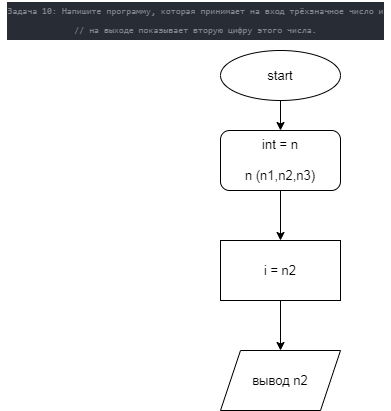 Задача 10: Напишите программу, которая принимает на вход трёхзначное число и
// на выходе показывает вторую цифру этого числа.
start
int = n
n (n1,n2,n3)
i = n2
вывод n2